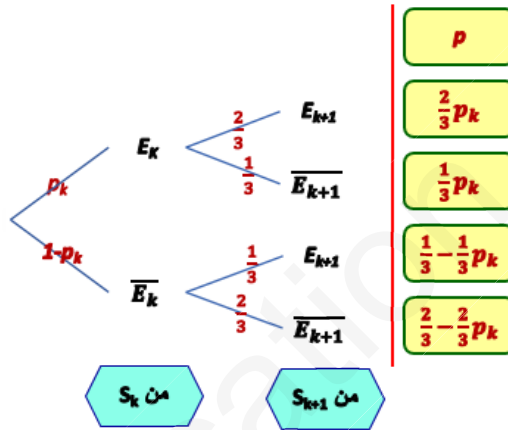 p
E_{k+1}
2/3
2/3 p_k
E_K
1/3
\overline{E_{k+1}}
1/3 p_k
p_k
1-p_k
E_{k+1}
1/3
1/3 − 1/3 p_k
\overline{E_k}
2/3
\overline{E_{k+1}}
2/3 − 2/3 p_k
من S_k
من S_{k+1}